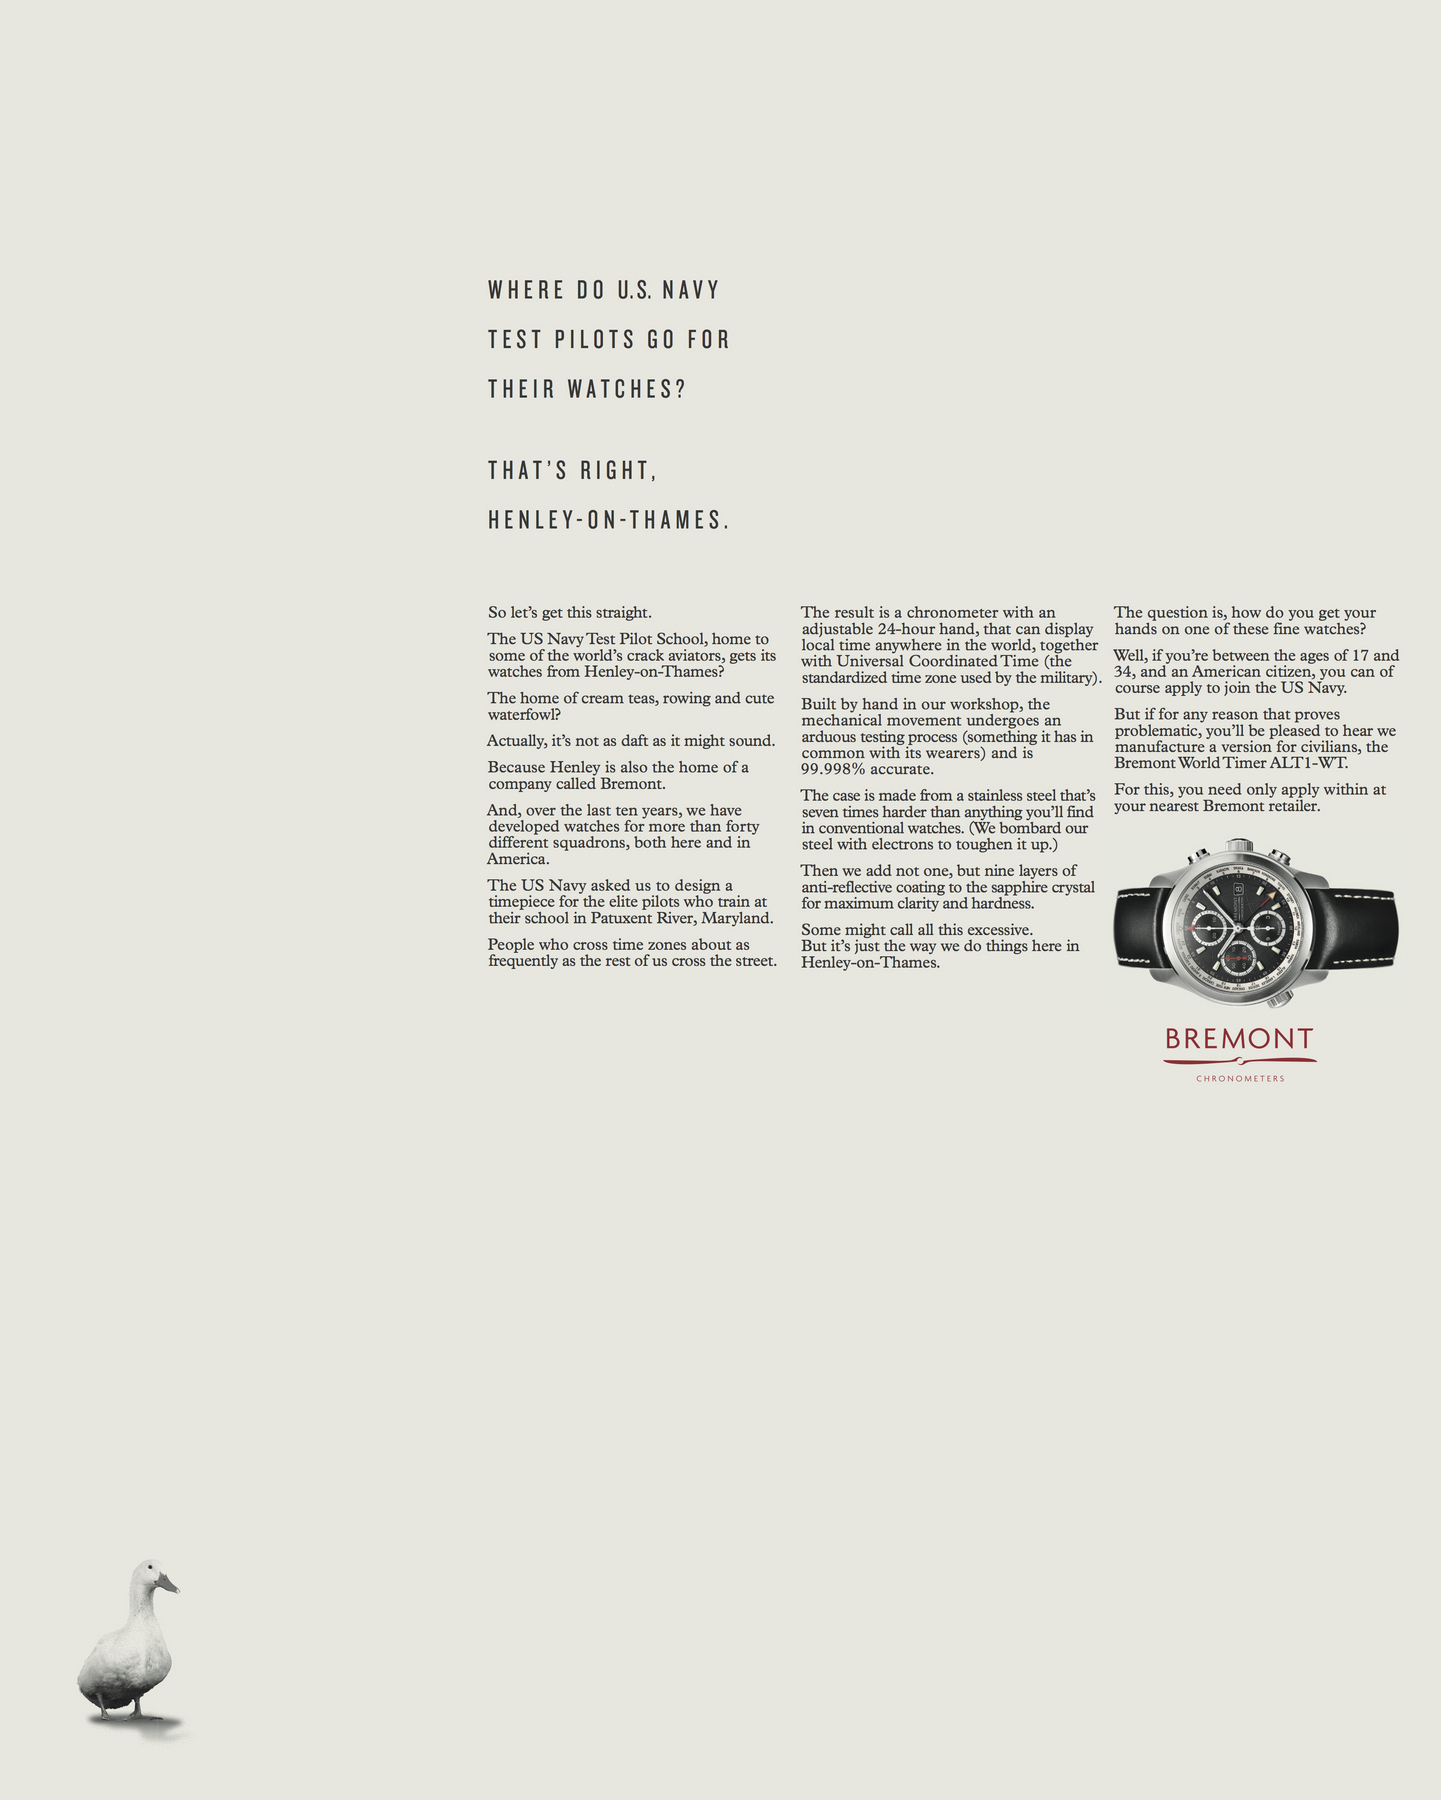 WHERE DO U.S. NAVY
TEST PILOTS GO FOR
THEIR WATCHES?
THAT'S RIGHT,
HENLEY-ON-THAMES.
So let's get this straight.
The US Navy Test Pilot School, home to
some of the world's crack aviators, gets its
watches from Henley-on-Thames?
The home of cream teas, rowing and cute
waterfowl?
Actually, it's not as daft as it might sound.
Because Henley is also the home of a
company called Bremont.
And, over the last ten years, we have
developed watches for more than forty
different squadrons, both here and in
America.
The US Navy asked us to design a
timepiece for the elite pilots who train at
their school in Patuxent River, Maryland.
People who cross time zones about as
frequently as the rest of us cross the street.
The result is a chronometer with an
adjustable 24-hour hand, that can display
local time anywhere in the world, together
with Universal Coordinated Time (the
standardized time zone used by the military).
Built by hand in our workshop, the
mechanical movement undergoes an
arduous testing process (something it has in
common with its wearers) and is
99.998% accurate.
The case is made from a stainless steel that's
seven times harder than anything you'll find
in conventional watches. (We bombard our
steel with electrons to toughen it up.)
Then we add not one, but nine layers of
anti-reflective coating to the sapphire crystal
for maximum clarity and hardness.
Some might call all this excessive.
But it's just the way we do things here in
Henley-on-Thames.
The question is, how do you get your
hands on one of these fine watches?
Well, if you're between the ages of 17 and
34, and an American citizen, you can of
course apply to join the US Navy.
But if for any reason that proves
problematic, you'll be pleased to hear we
manufacture a version for civilians, the
Bremont World Timer ALT1-WT.
For this, you need only apply within at
your nearest Bremont retailer.
BREMONT
BREMONT
CHRONOMETERS